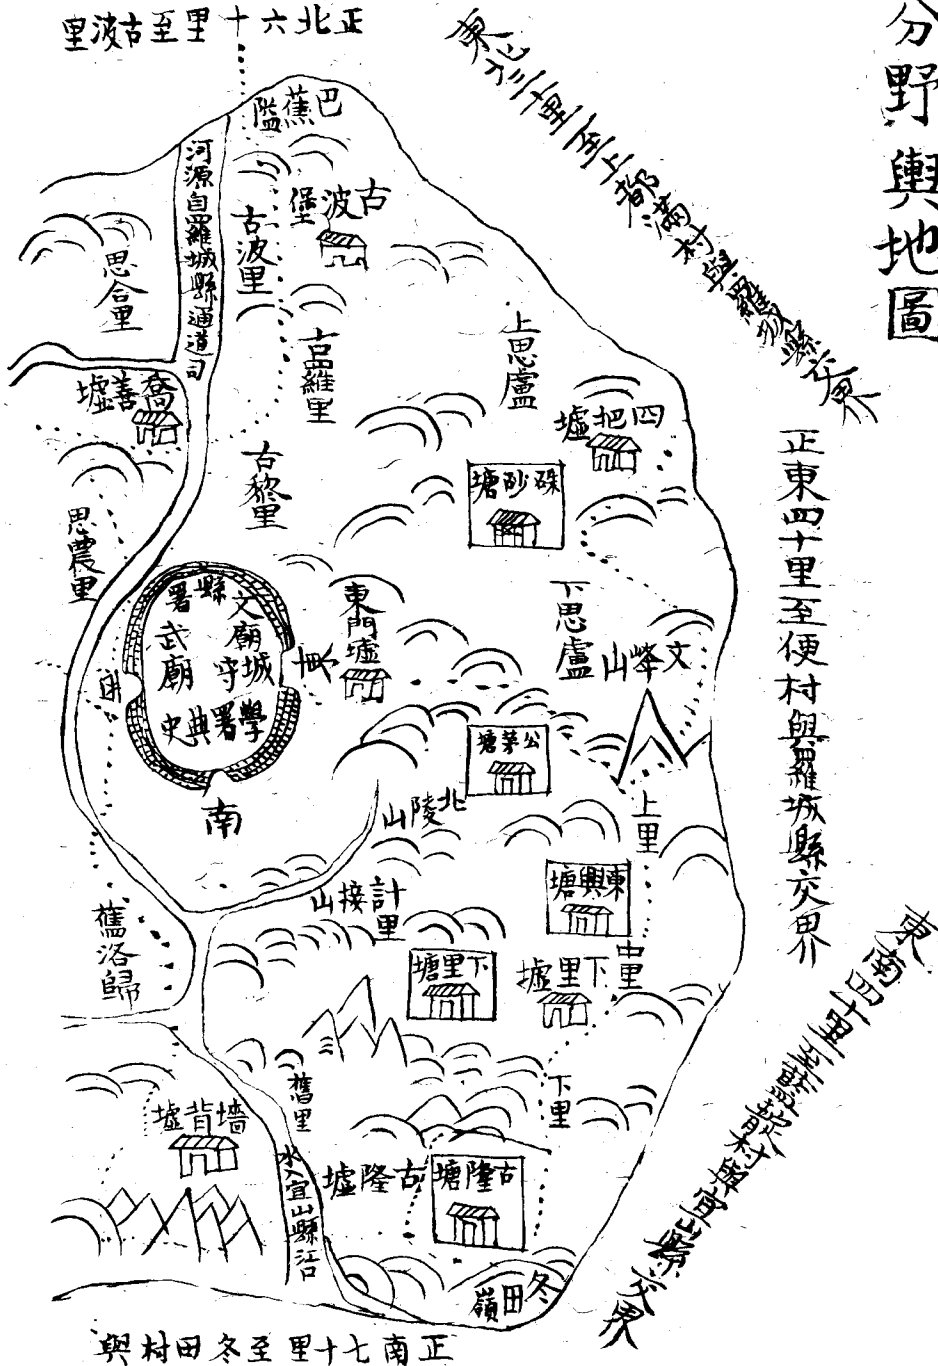 分野輿地圖
正北六十里至古波里
東北三十里至上都滿村與羅城縣交界
正東四十里至便村與羅城縣交界
東南四十里至藍靛村與宜山縣交界
正南七十里至冬田村與
巴蕉隘
河源自羅城縣通道司
古波堡
古波里
思合里
古羅里
上思盧
喬善墟
四把墟
硃砂塘
古黎里
思農里
縣署
文廟
武廟
城守
學署
典史
東門墟
下思盧
文峰山
公茅塘
南
北陵山
上里
東興塘
計里
接山
舊洛歸
中里
下里塘
下里墟
舊里
下里
墻背墟
水入宜山縣江口
古隆墟
古隆塘
冬田嶺